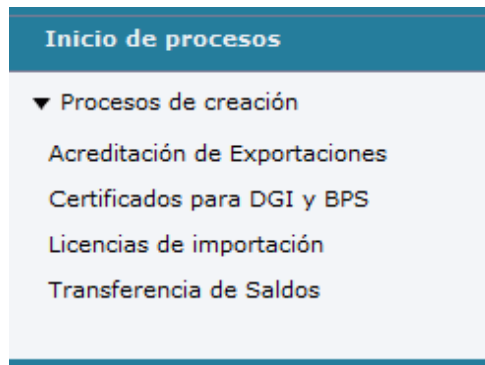 Inicio de procesos
Procesos de creación
Acreditación de Exportaciones
Certificados para DGI y BPS
Licencias de importación
Transferencia de Saldos